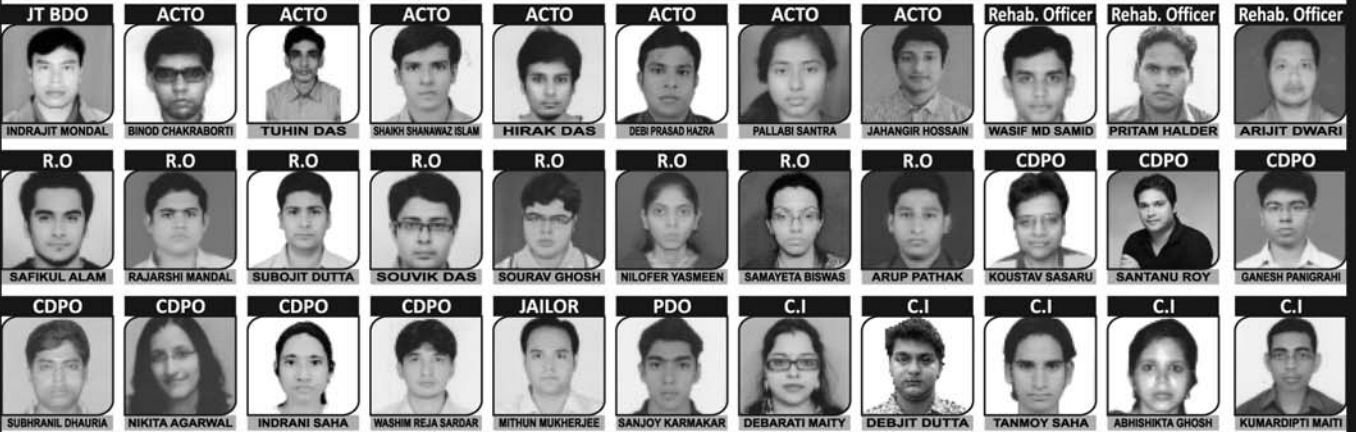 JT BDO ACTO ACTO ACTO ACTO ACTO ACTO ACTO Rehab. Officer Rehab. Officer Rehab. Officer
INDRAJIT MONDAL BINOD CHAKRABORTI TUHIN DAS SHAIKH SHANAWAZ ISLAM HIRAK DAS DEBI PRASAD HAZRA PALLABI SANTRA JAHANGIR HOSSAIN WASIF MD SAMID PRITAM HALDER ARIJIT DWARI
R.O R.O R.O R.O R.O R.O R.O R.O CDPO CDPO CDPO
SAFIKUL ALAM RAJARSHI MANDAL SUBOJIT DUTTA SOUVIK DAS SOURAV GHOSH NILOFER YASMEEN SAMAYETA BISWAS ARUP PATHAK KOUSTAV SASARU SANTANU ROY GANESH PANIGRAHI
CDPO CDPO CDPO CDPO JAILOR PDO C.I C.I C.I C.I C.I
SUBHRANIL DHAURIA NIKITA AGARWAL INDRANI SAHA WASHIM REJA SARDAR MITHUN MUKHERJEE SANJOY KARMAKAR DEBARATI MAITY DEBJIT DUTTA TANMOY SAHA ABHISHIKTA GHOSH KUMARDIPTI MAITI